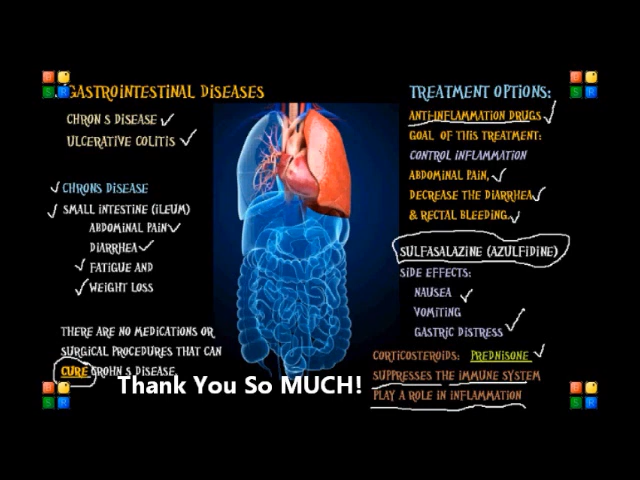 GASTROINTESTINAL DISEASES
CHRON S DISEASE
ULCERATIVE COLITIS
CHRONS DISEASE
SMALL INTESTINE (ILEUM)
ABDOMINAL PAIN
DIARRHEA
FATIGUE AND
WEIGHT LOSS
THERE ARE NO MEDICATIONS OR
SURGICAL PROCEDURES THAT CAN
CURE CROHN S DISEASE
Thank You So MUCH!
TREATMENT OPTIONS:
ANTI-INFLAMMATION DRUGS
GOAL OF THIS TREATMENT:
CONTROL INFLAMMATION
ABDOMINAL PAIN,
DECREASE THE DIARRHEA
& RECTAL BLEEDING.
SULFASALAZINE (AZULFIDINE)
SIDE EFFECTS:
NAUSEA
VOMITING
GASTRIC DISTRESS
CORTICOSTEROIDS: PREDNISONE
SUPPRESSES THE IMMUNE SYSTEM
PLAY A ROLE IN INFLAMMATION